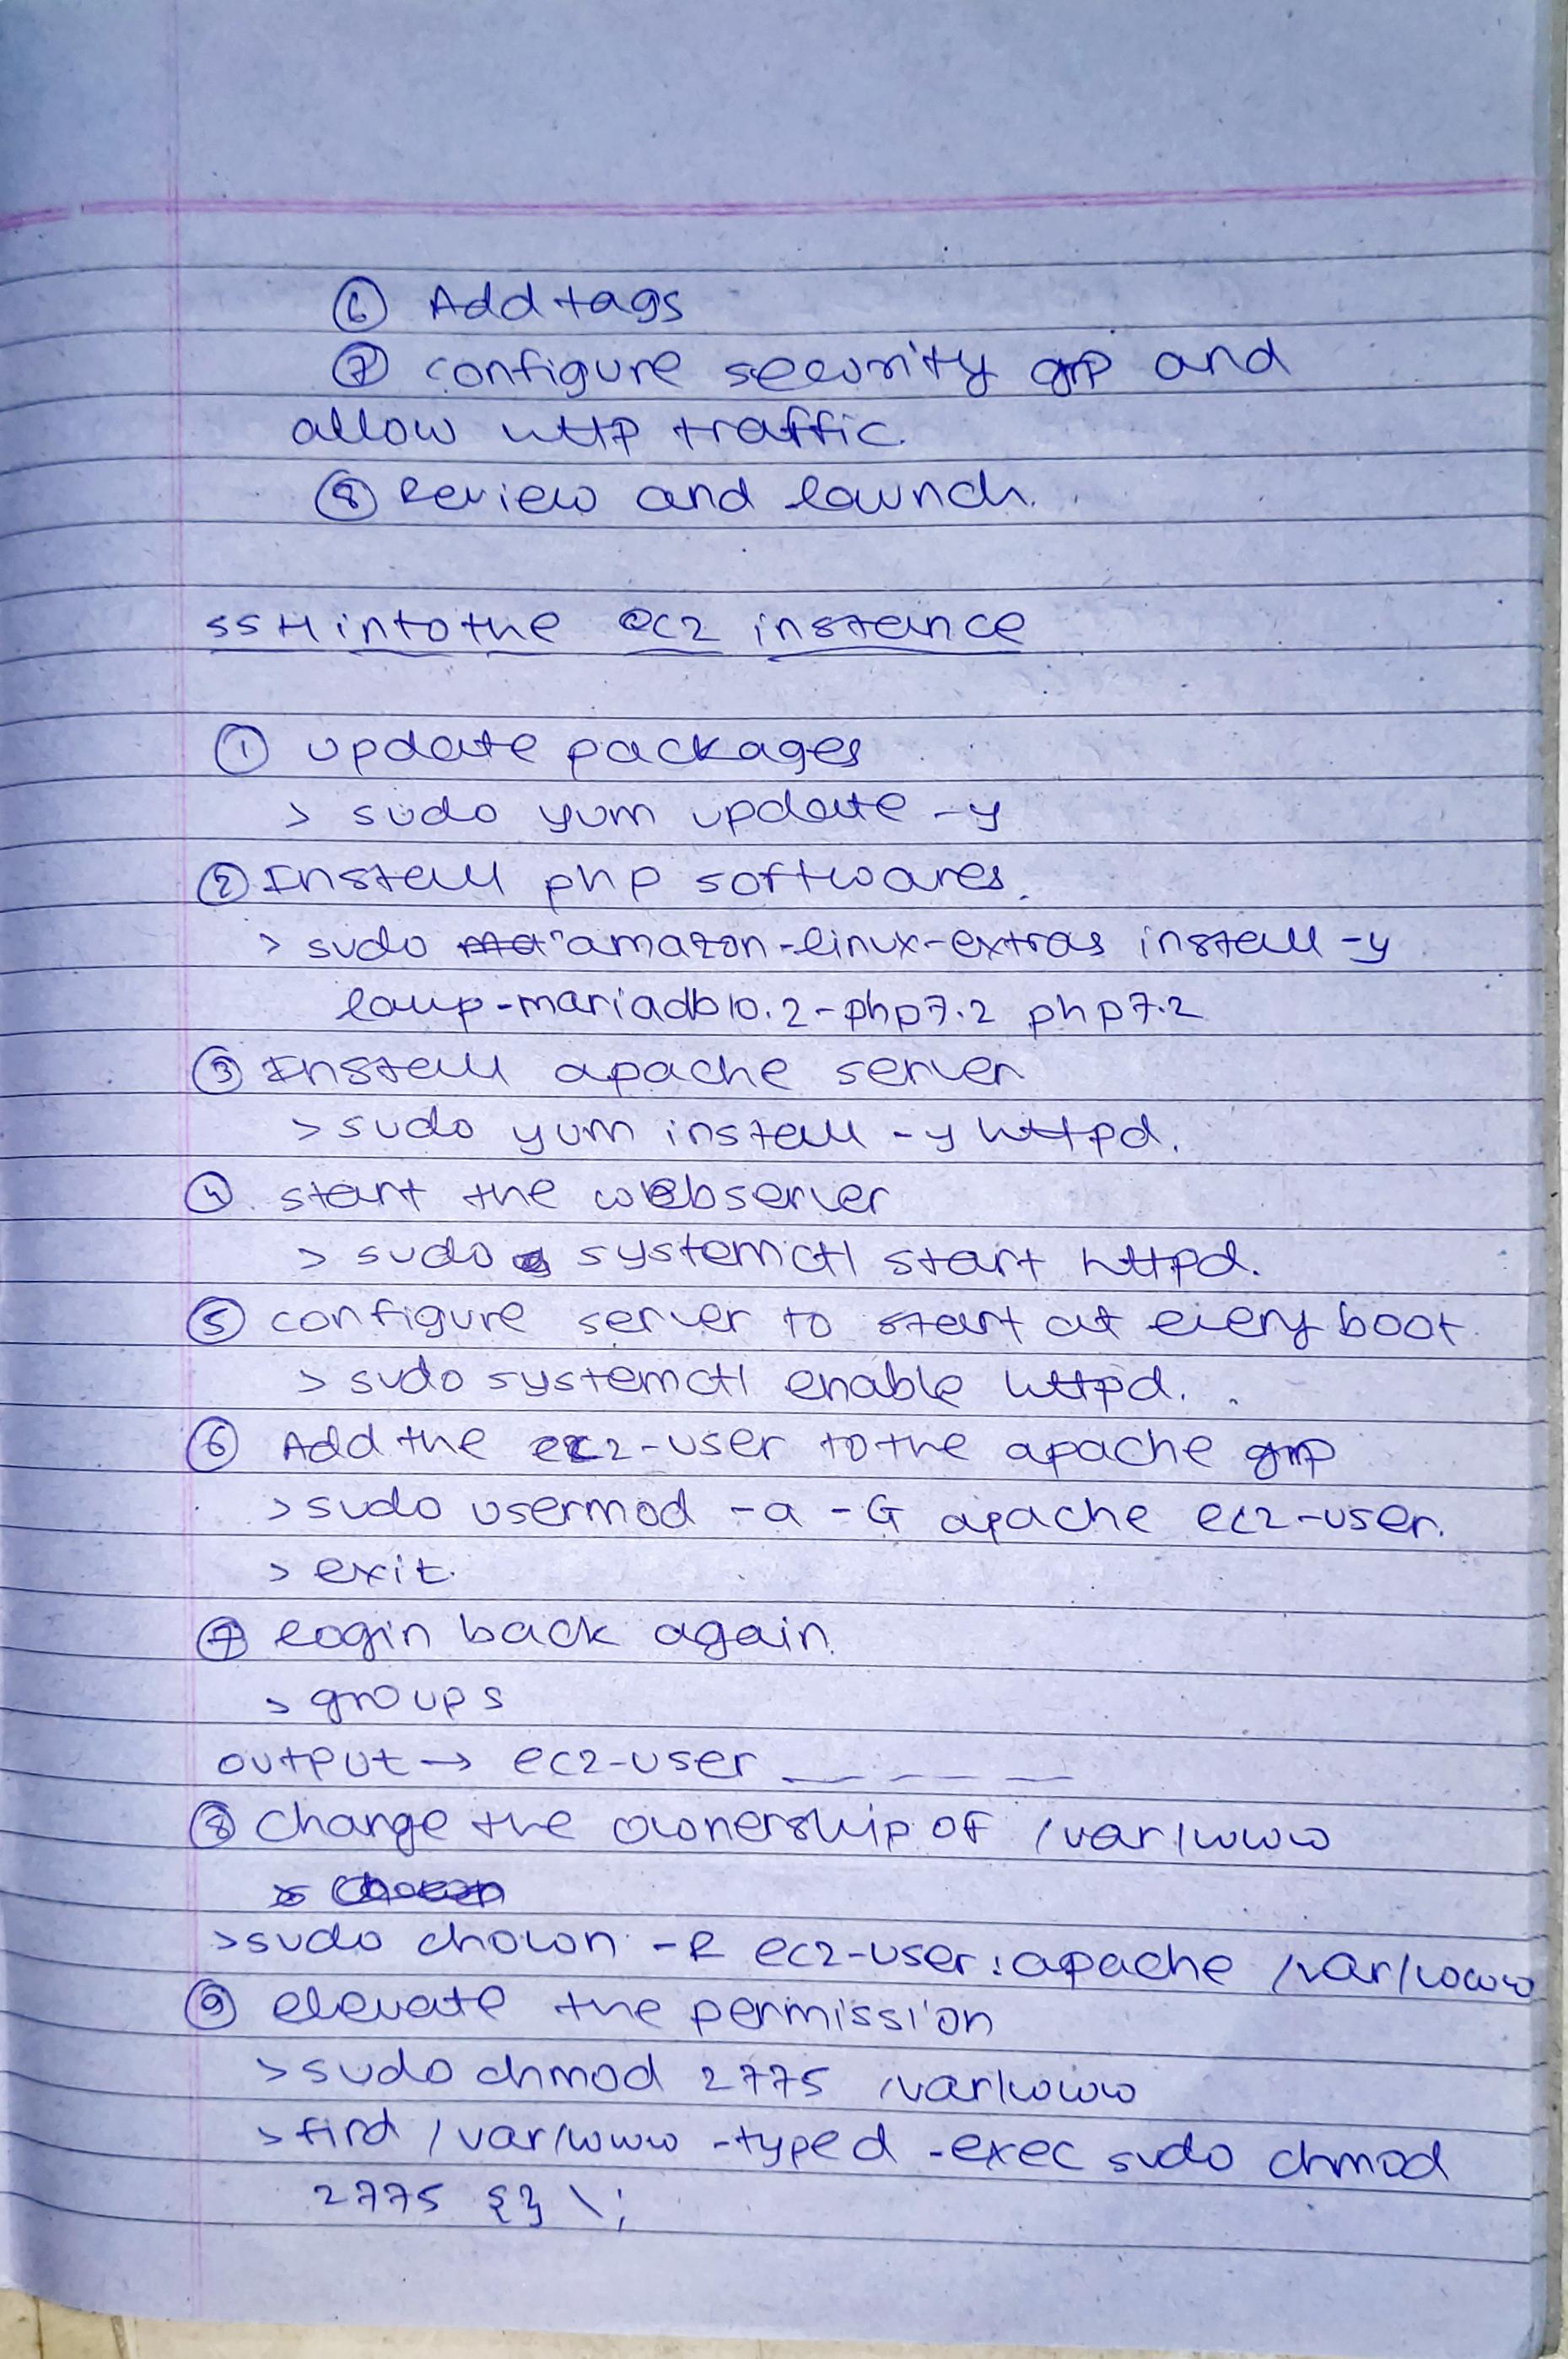 ⑥ Add tags
⑦ configure security grp and
allow http traffic.
⑧ Review and launch.
SSH into the ec2 instance
① update packages
> sudo yum update -y
② Install php softwares.
> sudo amazon-linux-extras install -y
lamp-mariadb10.2-php7.2 php7.2
③ Install apache server
> sudo yum install -y httpd.
④. start the webserver
> sudo systemctl start httpd.
⑤ configure server to start at every boot.
> sudo systemctl enable httpd.
⑥ Add the ec2-user to the apache grp
> sudo usermod -a -G apache ec2-user.
> exit.
⑦ login back again.
> groups
output → ec2-user _ _ _ _
⑧ change the ownership of /var/www
> sudo chown -R ec2-user:apache /var/www
⑨ elevate the permission
> sudo chmod 2775 /var/www
> find /var/www -type d -exec sudo chmod
2775 {} \;